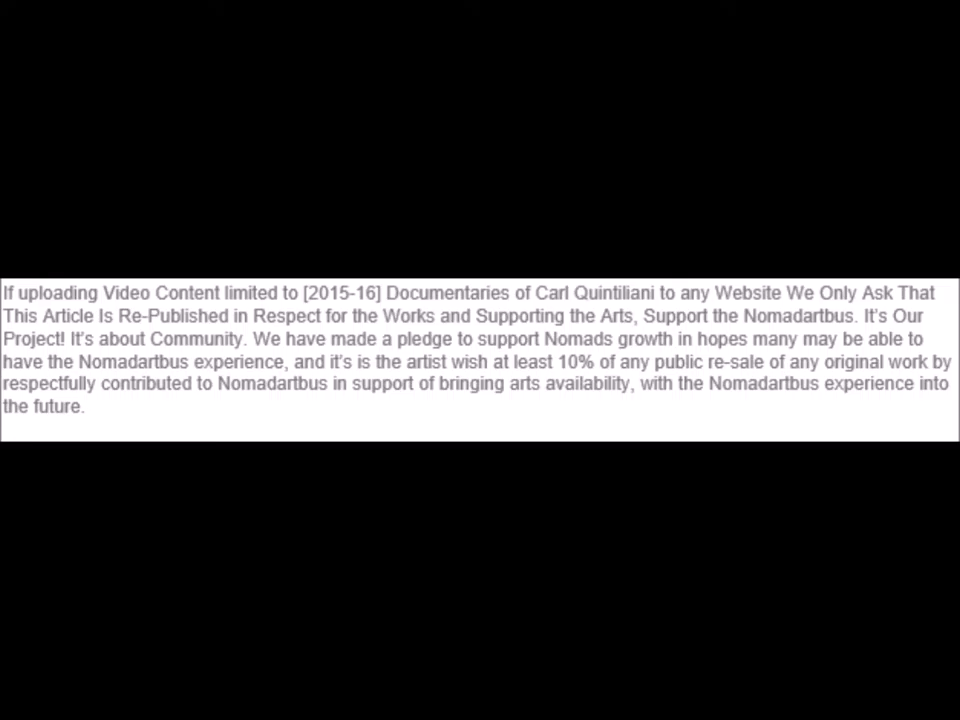 If uploading Video Content limited to [2015-16] Documentaries of Carl Quintiliani to any Website We Only Ask That
This Article Is Re-Published in Respect for the Works and Supporting the Arts, Support the Nomadartbus. It's Our
Project! It's about Community. We have made a pledge to support Nomads growth in hopes many may be able to
have the Nomadartbus experience, and it's is the artist wish at least 10% of any public re-sale of any original work by
respectfully contributed to Nomadartbus in support of bringing arts availability, with the Nomadartbus experience into
the future.